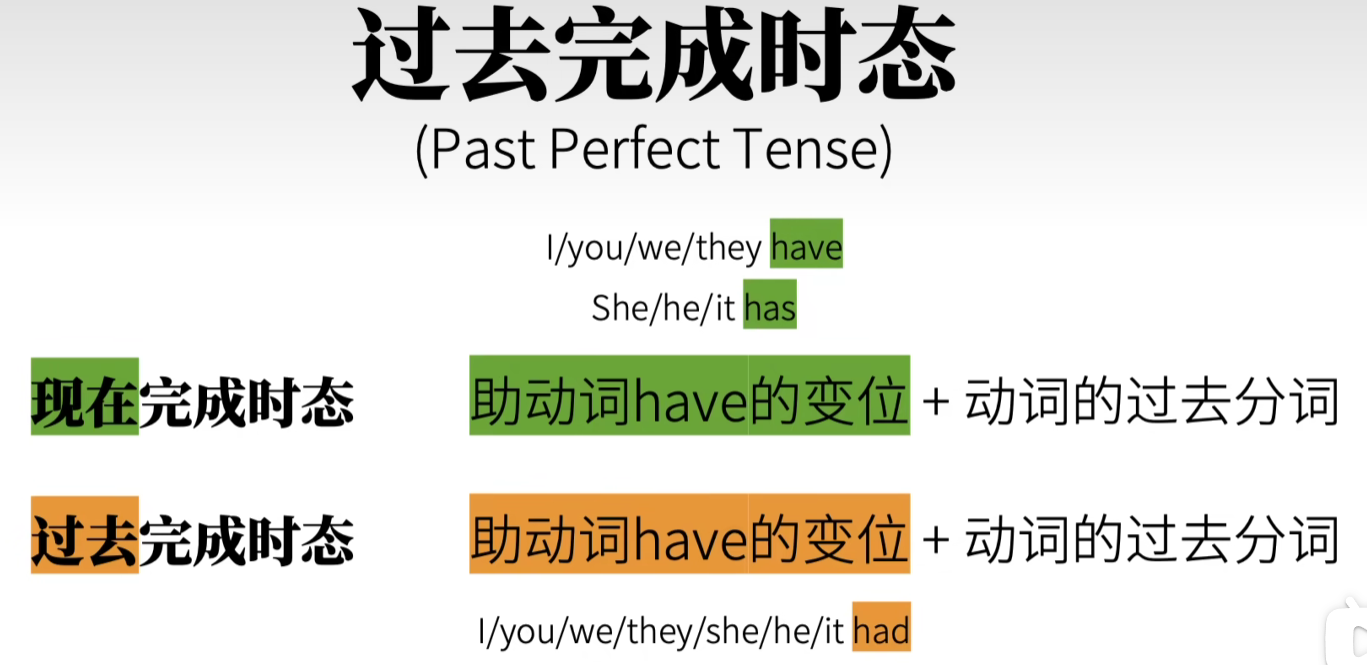 过去完成时态
(Past Perfect Tense)
I/you/we/they have
She/he/it has
现在完成时态 助动词have的变位 + 动词的过去分词
过去完成时态 助动词have的变位 + 动词的过去分词
I/you/we/they/she/he/it had